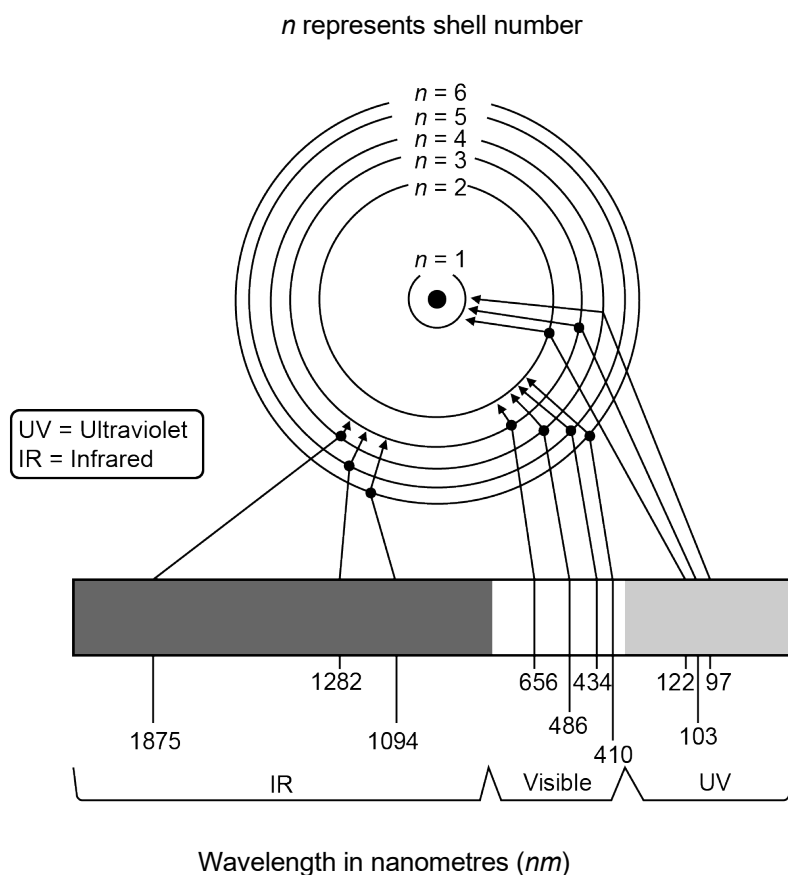 n represents shell number
n = 6
n = 5
n = 4
n = 3
n = 2
n = 1
UV = Ultraviolet
IR = Infrared
1282 656 434 122 97
486
1875 1094 103
410
IR Visible UV
Wavelength in nanometres (nm)